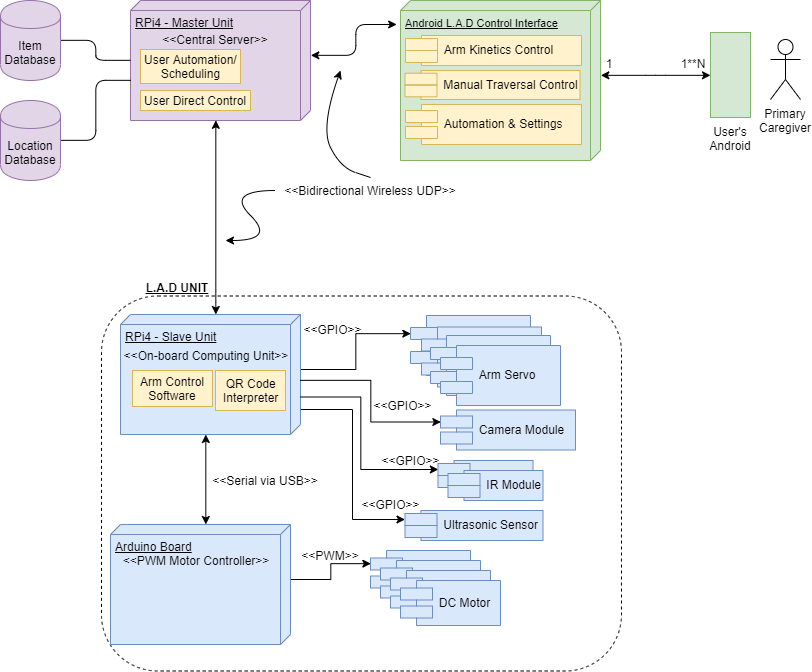 Item
Database
Location
Database
RPi4 - Master Unit
<<Central Server>>
User Automation/
Scheduling
User Direct Control
Android L.A.D Control Interface
Arm Kinetics Control
Manual Traversal Control
Automation & Settings
1
1**N
User's
Android
Primary
Caregiver
<<Bidirectional Wireless UDP>>
L.A.D UNIT
RPi4 - Slave Unit
<<On-board Computing Unit>>
Arm Control
Software
QR Code
Interpreter
<<GPIO>>
Arm Servo
<<GPIO>>
Camera Module
<<GPIO>>
IR Module
<<GPIO>>
Ultrasonic Sensor
<<Serial via USB>>
Arduino Board
<<PWM Motor Controller>>
<<PWM>>
DC Motor